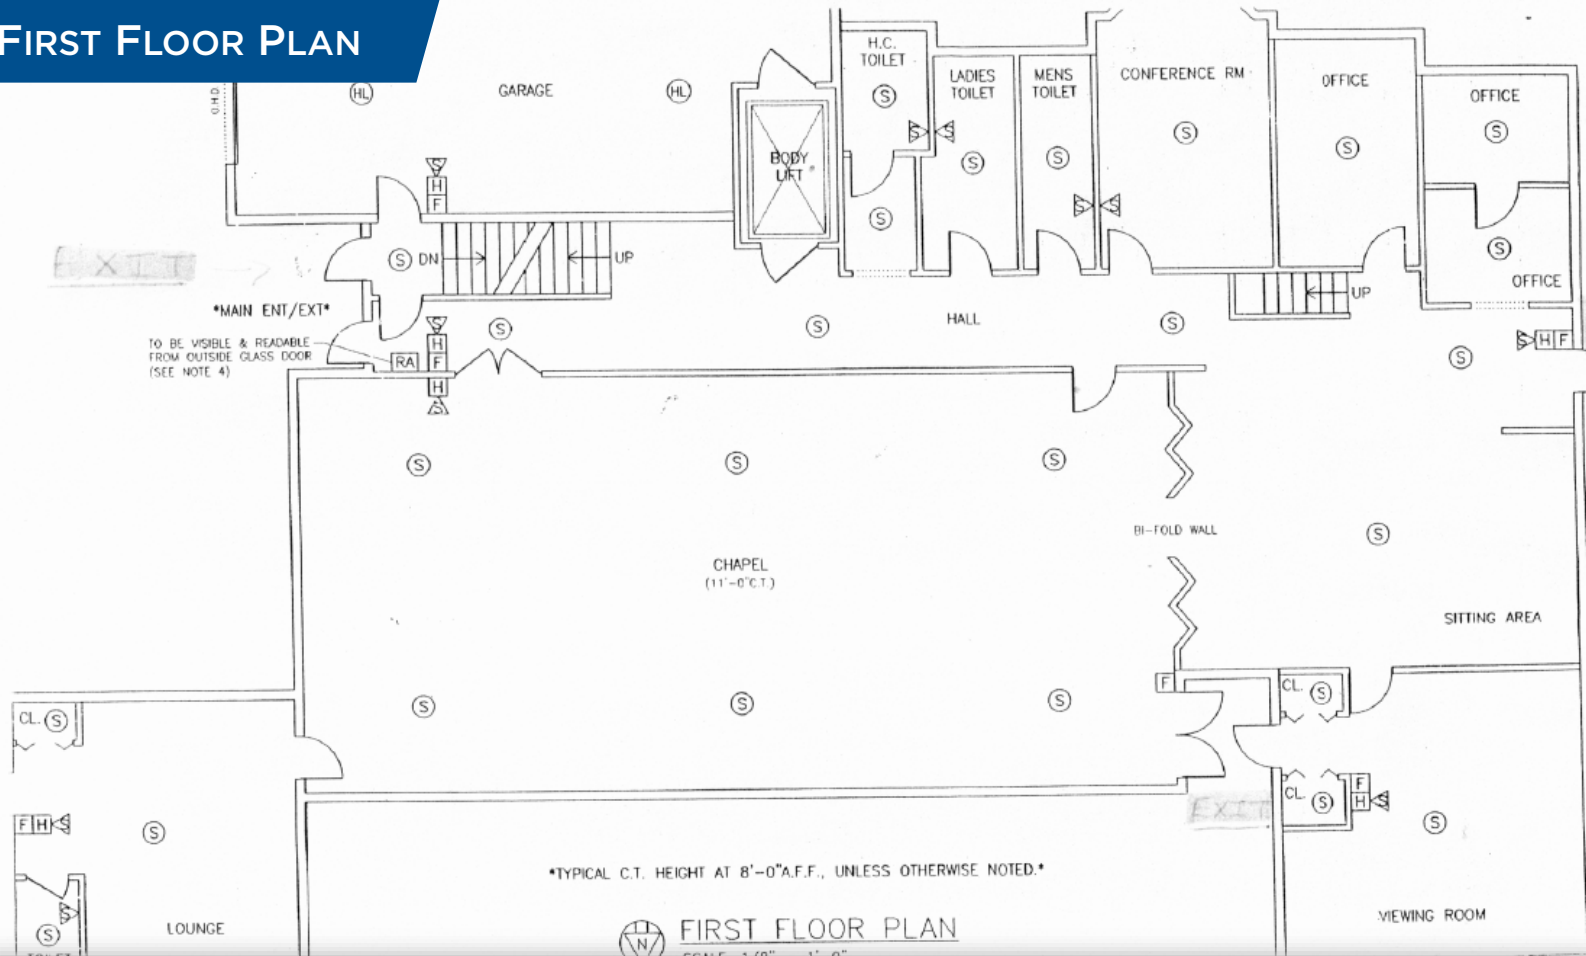 FIRST FLOOR PLAN
O.H.D.
HL
GARAGE
HL
H.C.
TOILET
S
S
S
LADIES
TOILET
S
MENS
TOILET
S
S
S
CONFERENCE RM
S
OFFICE
S
OFFICE
S
BODY
LIFT
S
H
F
S
S
OFFICE
EXIT
S
DN
UP
*MAIN ENT/EXT*
TO BE VISIBLE & READABLE
FROM OUTSIDE GLASS DOOR
(SEE NOTE 4)
RA
S
H
F
H
S
S
S
HALL
S
UP
S
S H F
S
S
S
BI-FOLD WALL
S
CHAPEL
(11'-0"C.T.)
SITTING AREA
S
S
S
F
CL. S
CL. S
F H S
S
S
S
TOILET
LOUNGE
EXIT
CL. S
F
H S
S
VIEWING ROOM
*TYPICAL C.T. HEIGHT AT 8'-0"A.F.F., UNLESS OTHERWISE NOTED.*
N
FIRST FLOOR PLAN